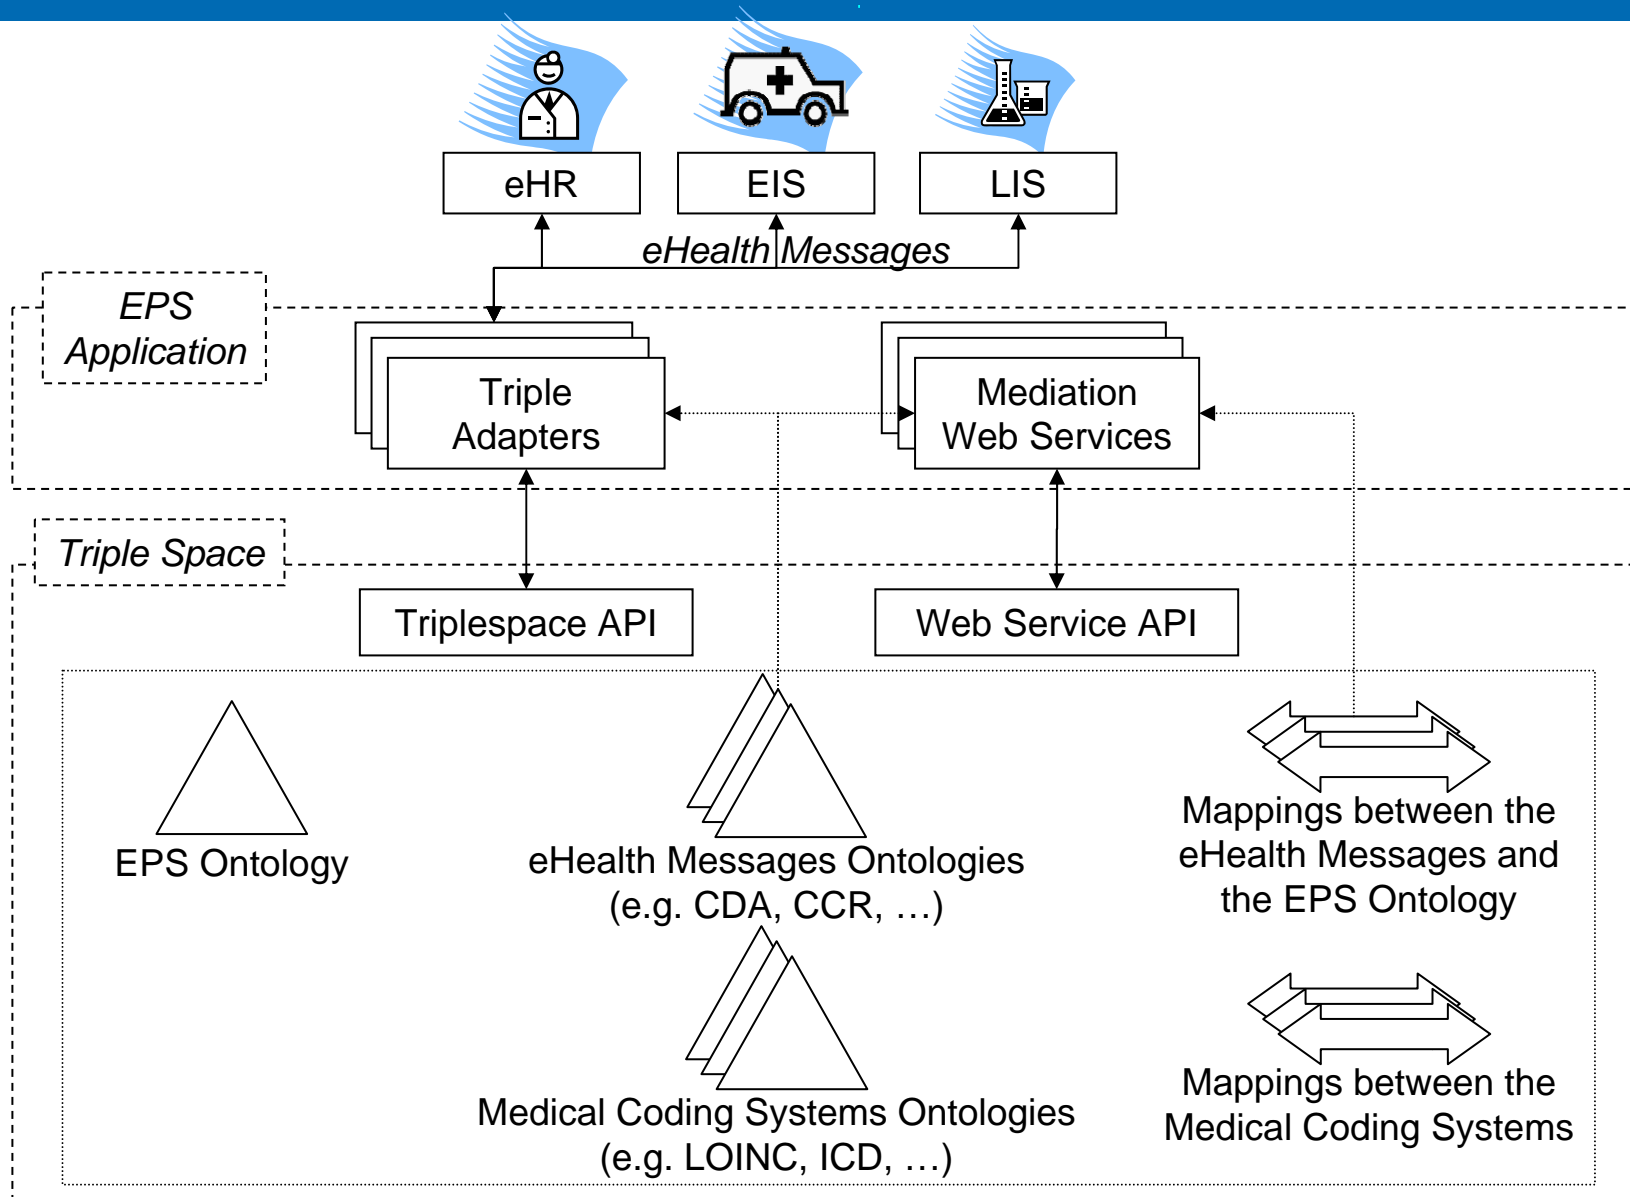 eHR
EIS
LIS
eHealth Messages
EPS
Application
Triple
Adapters
Mediation
Web Services
Triple Space
Triplespace API
Web Service API
EPS Ontology
eHealth Messages Ontologies
(e.g. CDA, CCR, …)
Mappings between the
eHealth Messages and
the EPS Ontology
Medical Coding Systems Ontologies
(e.g. LOINC, ICD, …)
Mappings between the
Medical Coding Systems